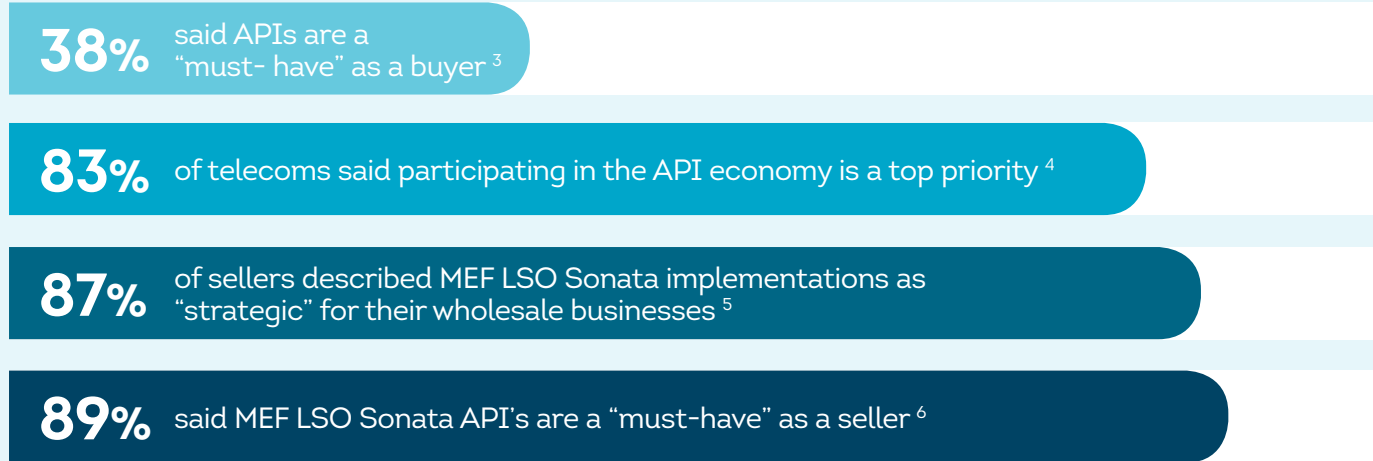 38% said APIs are a
“must- have” as a buyer 3
83% of telecoms said participating in the API economy is a top priority 4
87% of sellers described MEF LSO Sonata implementations as
“strategic” for their wholesale businesses 5
89% said MEF LSO Sonata API’s are a “must-have” as a seller 6